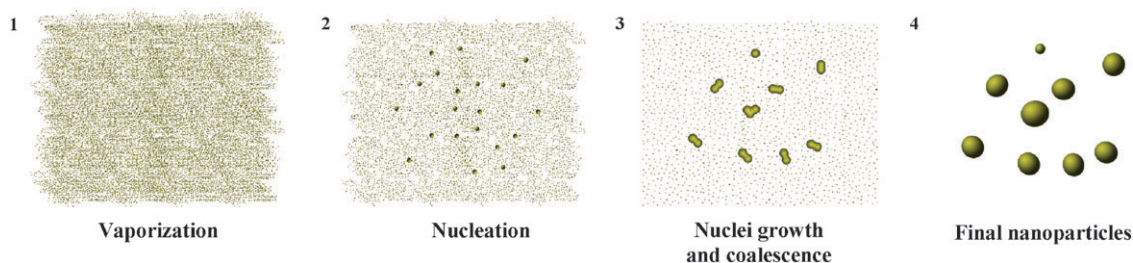 1
2
3
4
Vaporization
Nucleation
Nuclei growth
and coalescence
Final nanoparticles